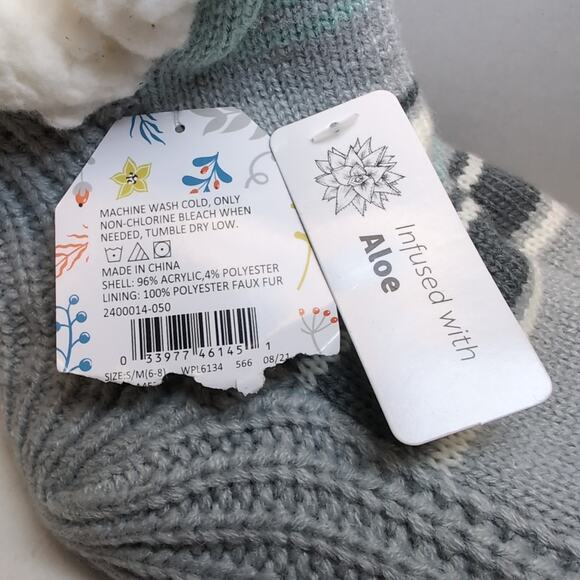 MACHINE WASH COLD, ONLY
NON-CHLORINE BLEACH WHEN
NEEDED, TUMBLE DRY LOW.
MADE IN CHINA
SHELL: 96% ACRYLIC,4% POLYESTER
LINING: 100% POLYESTER FAUX FUR
2400014-050
0 33977 46145 1
SIZE:S/M(6-8) WPL6134 566 08/21
Infused with
Aloe